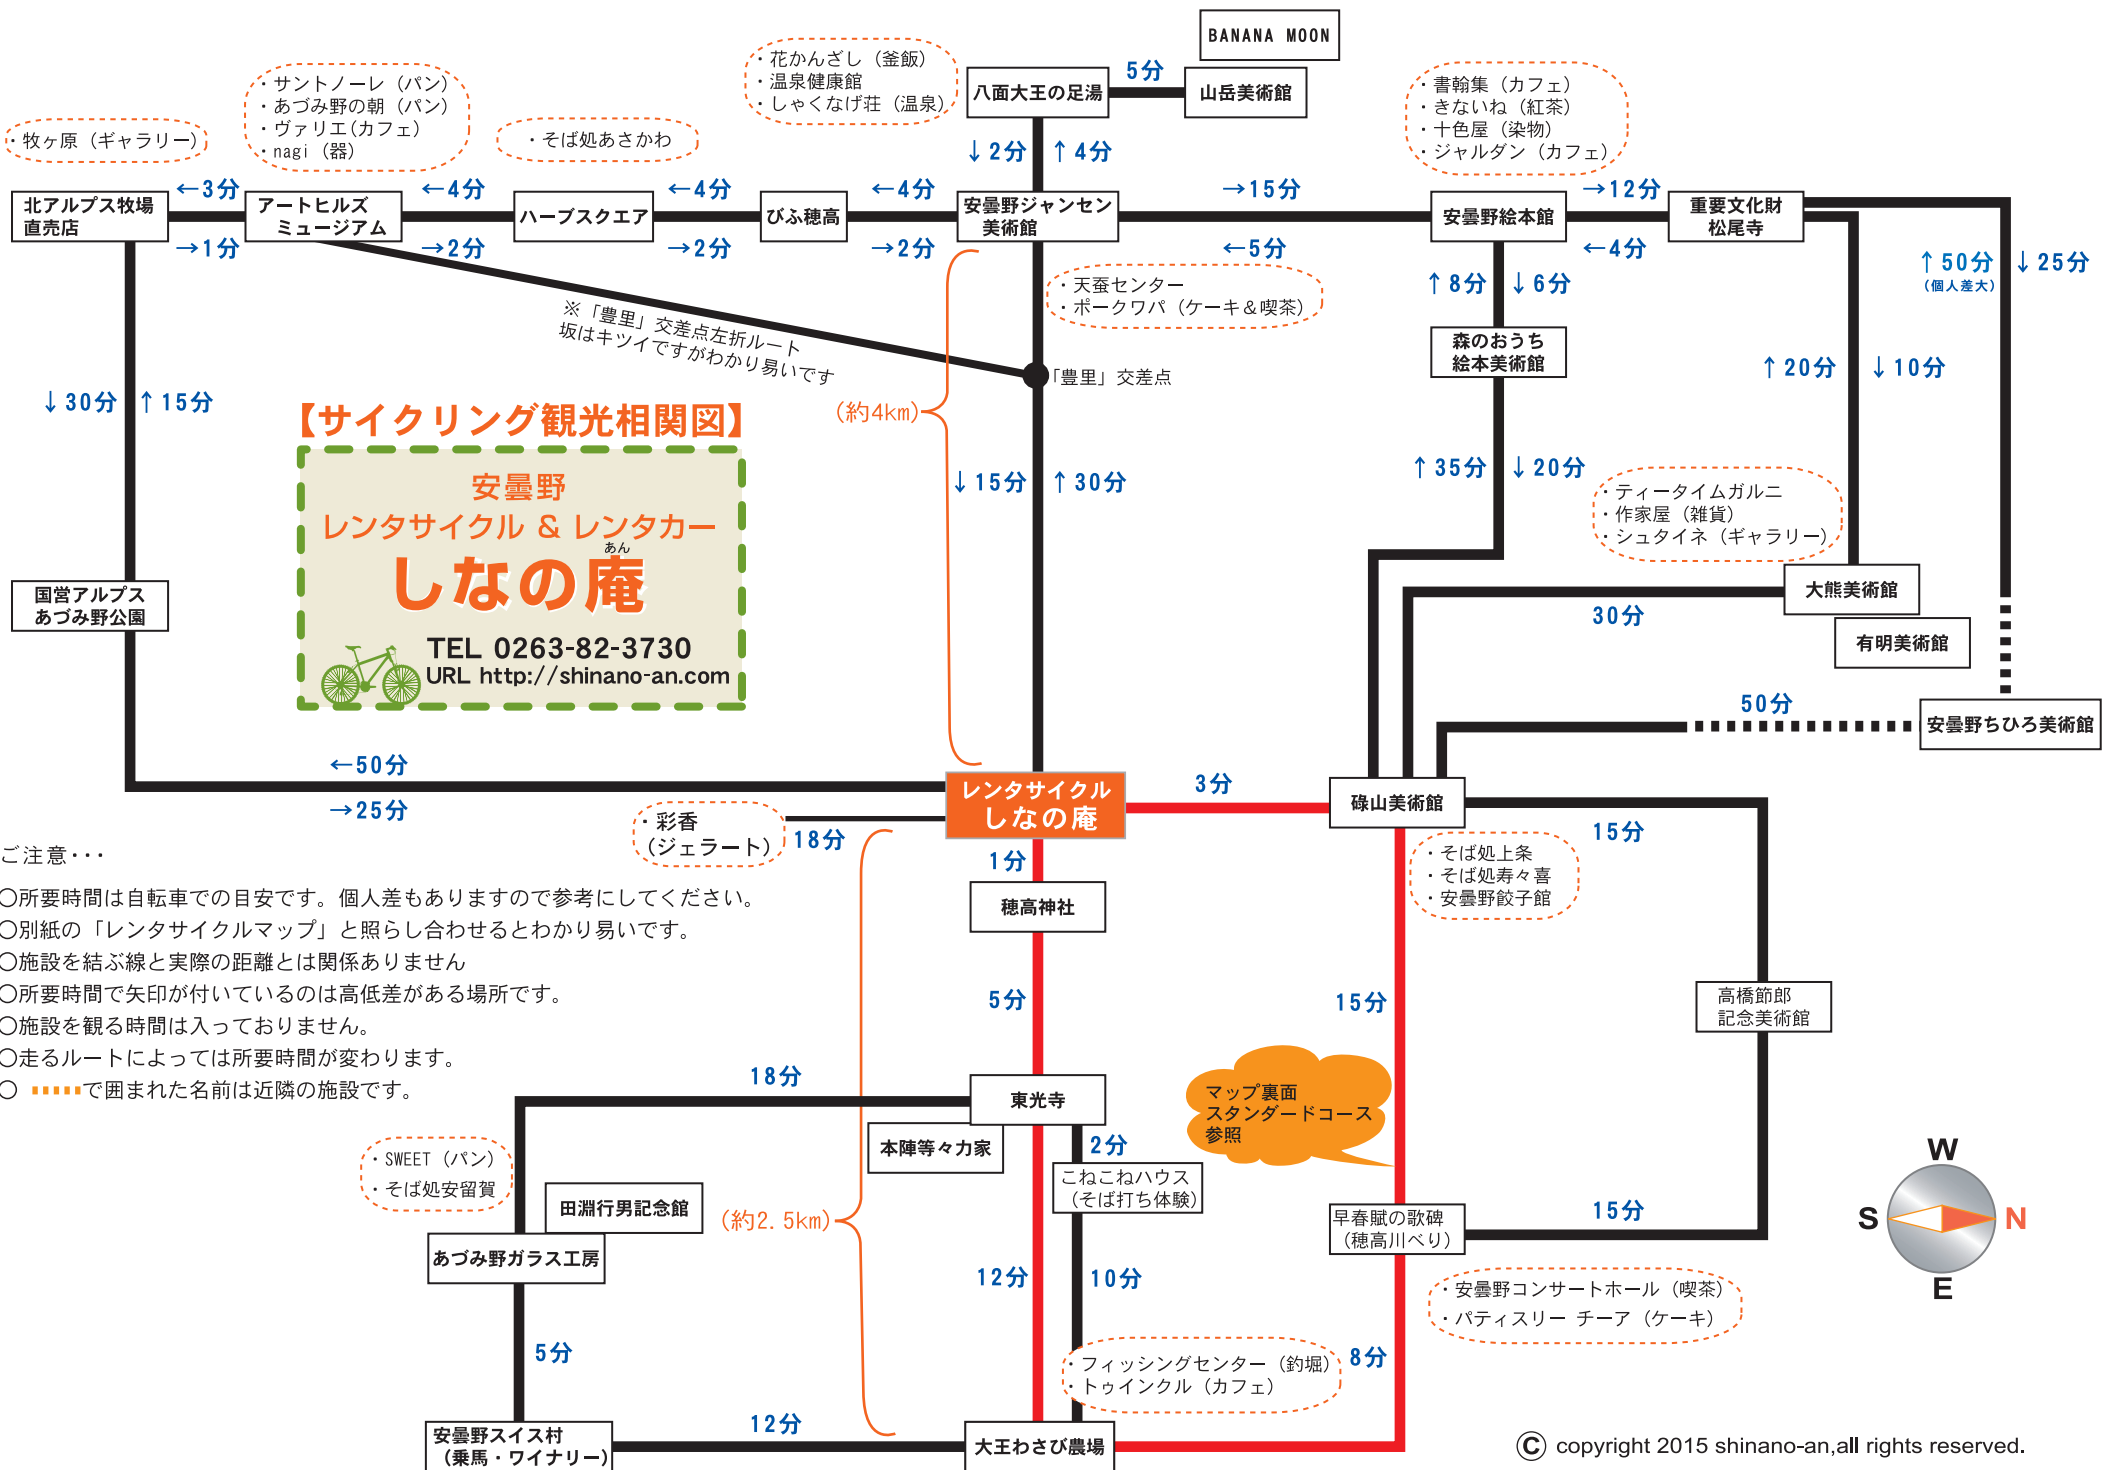 BANANA MOON
・花かんざし（釜飯）
・温泉健康館
・しゃくなげ荘（温泉）
八面大王の足湯
5分
山岳美術館
・サントノーレ（パン）
・あづみ野の朝（パン）
・ヴァリエ(カフェ）
・nagi（器）
・書翰集（カフェ）
・きないね（紅茶）
・十色屋（染物）
・ジャルダン（カフェ）
・牧ヶ原（ギャラリー）
・そば処あさかわ
↓2分 ↑4分
←3分
←4分
←4分
←4分
→15分
→12分
北アルプス牧場
直売店
アートヒルズ
ミュージアム
ハーブスクエア
びふ穂高
安曇野ジャンセン
美術館
安曇野絵本館
重要文化財
松尾寺
→1分
→2分
→2分
→2分
←5分
←4分
↑50分
(個人差大)
↓25分
・天蚕センター
・ポークワパ（ケーキ＆喫茶）
↑8分 ↓6分
※「豊里」交差点左折ルート
坂はキツイですがわかり易いです
森のおうち
絵本美術館
「豊里」交差点
↑20分 ↓10分
↓30分 ↑15分
(約4km)
【サイクリング観光相関図】
安曇野
レンタサイクル & レンタカー
あん
しなの庵
TEL 0263-82-3730
URL http://shinano-an.com
↓15分 ↑30分
↑35分 ↓20分
・ティータイムガルニ
・作家屋（雑貨）
・シュタイネ（ギャラリー）
国営アルプス
あづみ野公園
大熊美術館
30分
有明美術館
50分
安曇野ちひろ美術館
←50分
→25分
レンタサイクル
しなの庵
3分
碌山美術館
15分
・彩香
（ジェラート）
18分
1分
ご注意･･･
○所要時間は自転車での目安です。個人差もありますので参考にしてください。
○別紙の「レンタサイクルマップ」と照らし合わせるとわかり易いです。
○施設を結ぶ線と実際の距離とは関係ありません
○所要時間で矢印が付いているのは高低差がある場所です。
○施設を観る時間は入っておりません。
○走るルートによっては所要時間が変わります。
○ で囲まれた名前は近隣の施設です。
・そば処上条
・そば処寿々喜
・安曇野餃子館
穂高神社
5分
15分
高橋節郎
記念美術館
18分
東光寺
マップ裏面
スタンダードコース
参照
本陣等々力家
2分
こねこねハウス
（そば打ち体験）
・SWEET（パン）
・そば処安留賀
田淵行男記念館
(約2.5km)
あづみ野ガラス工房
早春賦の歌碑
（穂高川べり）
15分
W
S
N
E
12分
10分
・安曇野コンサートホール（喫茶）
・パティスリー チーア（ケーキ）
5分
・フィッシングセンター（釣堀）
・トゥインクル（カフェ）
8分
安曇野スイス村
（乗馬・ワイナリー）
12分
大王わさび農場
Ⓒ copyright 2015 shinano-an,all rights reserved.